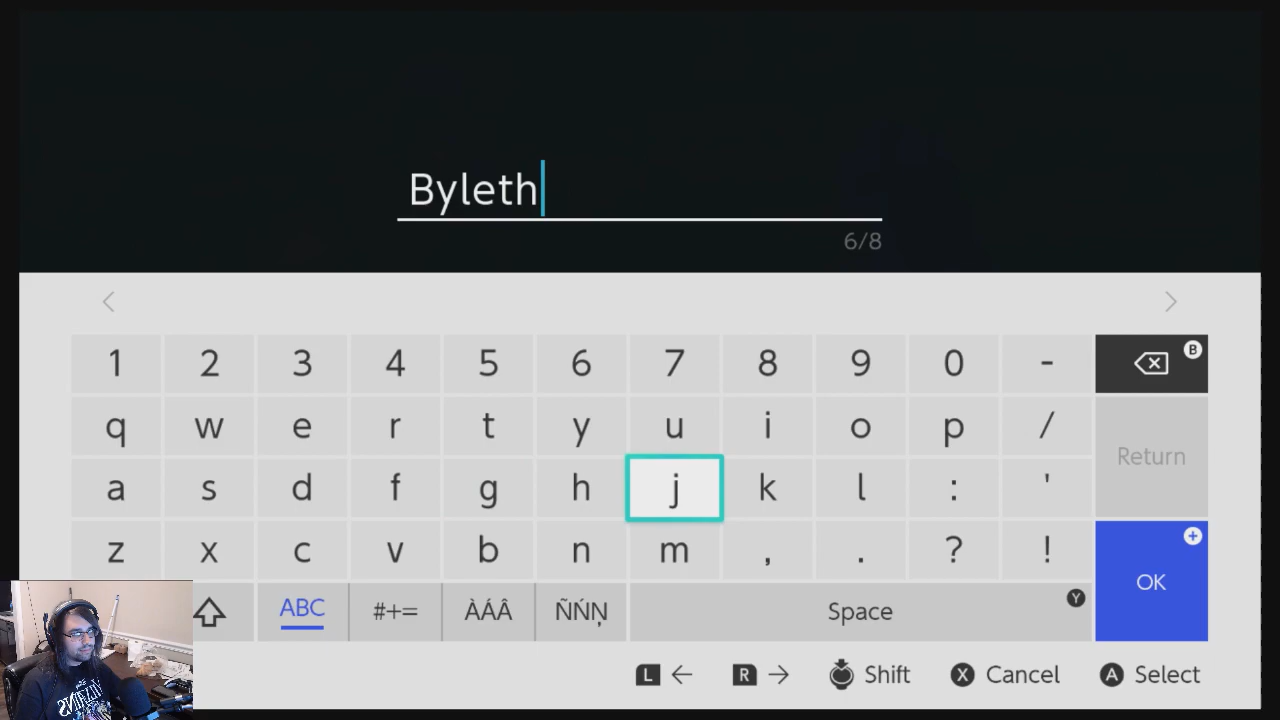 Byleth
6/8
1 2 3 4 5 6 7 8 9 0 - B
q w e r t y u i o p /
Return
a s d f g h j k l : '
z x c v b n m , . ? ! +
OK
ABC #+= ÀÁÂ ÑŃŅ Space Y
L ← R → Shift X Cancel A Select